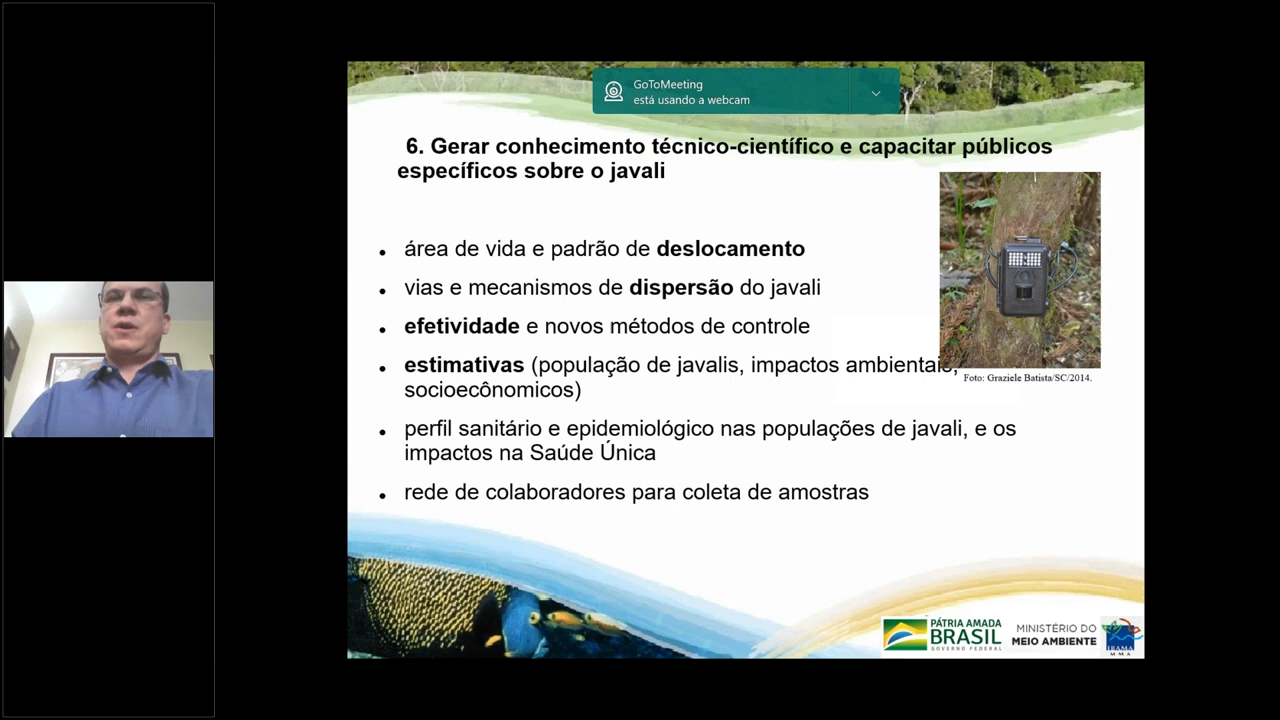 GoToMeeting
está usando a webcam
6. Gerar conhecimento técnico-científico e capacitar públicos
específicos sobre o javali
• área de vida e padrão de deslocamento
• vias e mecanismos de dispersão do javali
• efetividade e novos métodos de controle
• estimativas (população de javalis, impactos ambientais,
socioecônomicos)
Foto: Graziele Batista/SC/2014.
• perfil sanitário e epidemiológico nas populações de javali, e os
impactos na Saúde Única
• rede de colaboradores para coleta de amostras
PÁTRIA AMADA
BRASIL
GOVERNO FEDERAL
MINISTÉRIO DO
MEIO AMBIENTE
IBAMA
MMA